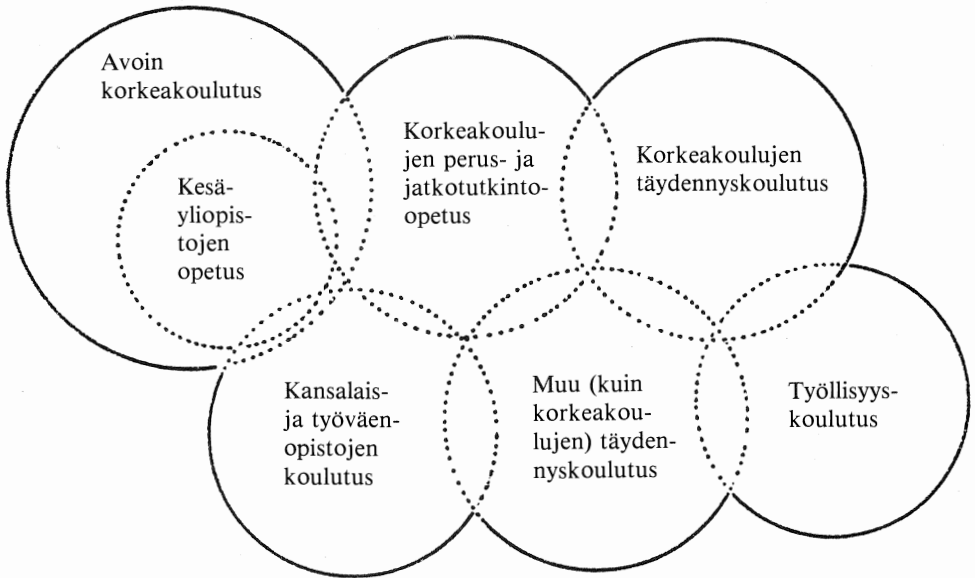 Avoin
korkeakoulutus
Kesä-
yliopis-
tojen
opetus
Korkeakoulu-
jen perus- ja
jatkotutkinto-
opetus
Korkeakoulujen
täydennyskoulutus
Kansalais-
ja työväen-
opistojen
koulutus
Muu (kuin
korkeakou-
lujen) täyden-
nyskoulutus
Työllisyys-
koulutus